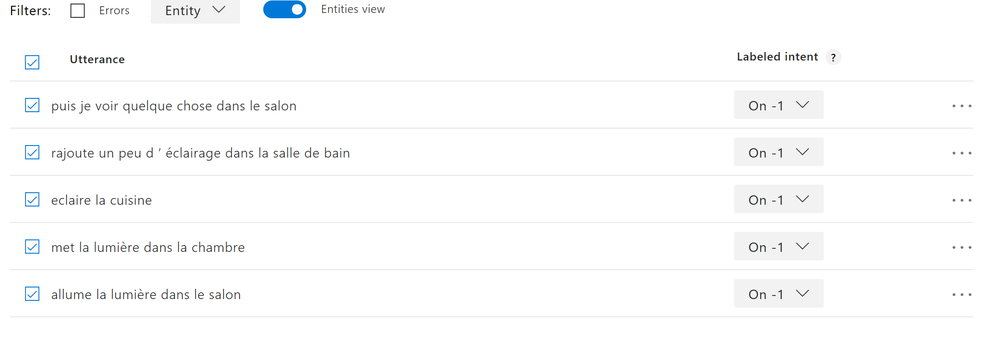 Filters: Errors Entity Entities view
Utterance Labeled intent ?
puis je voir quelque chose dans le salon On -1
rajoute un peu d ’ éclairage dans la salle de bain On -1
eclaire la cuisine On -1
met la lumière dans la chambre On -1
allume la lumière dans le salon On -1